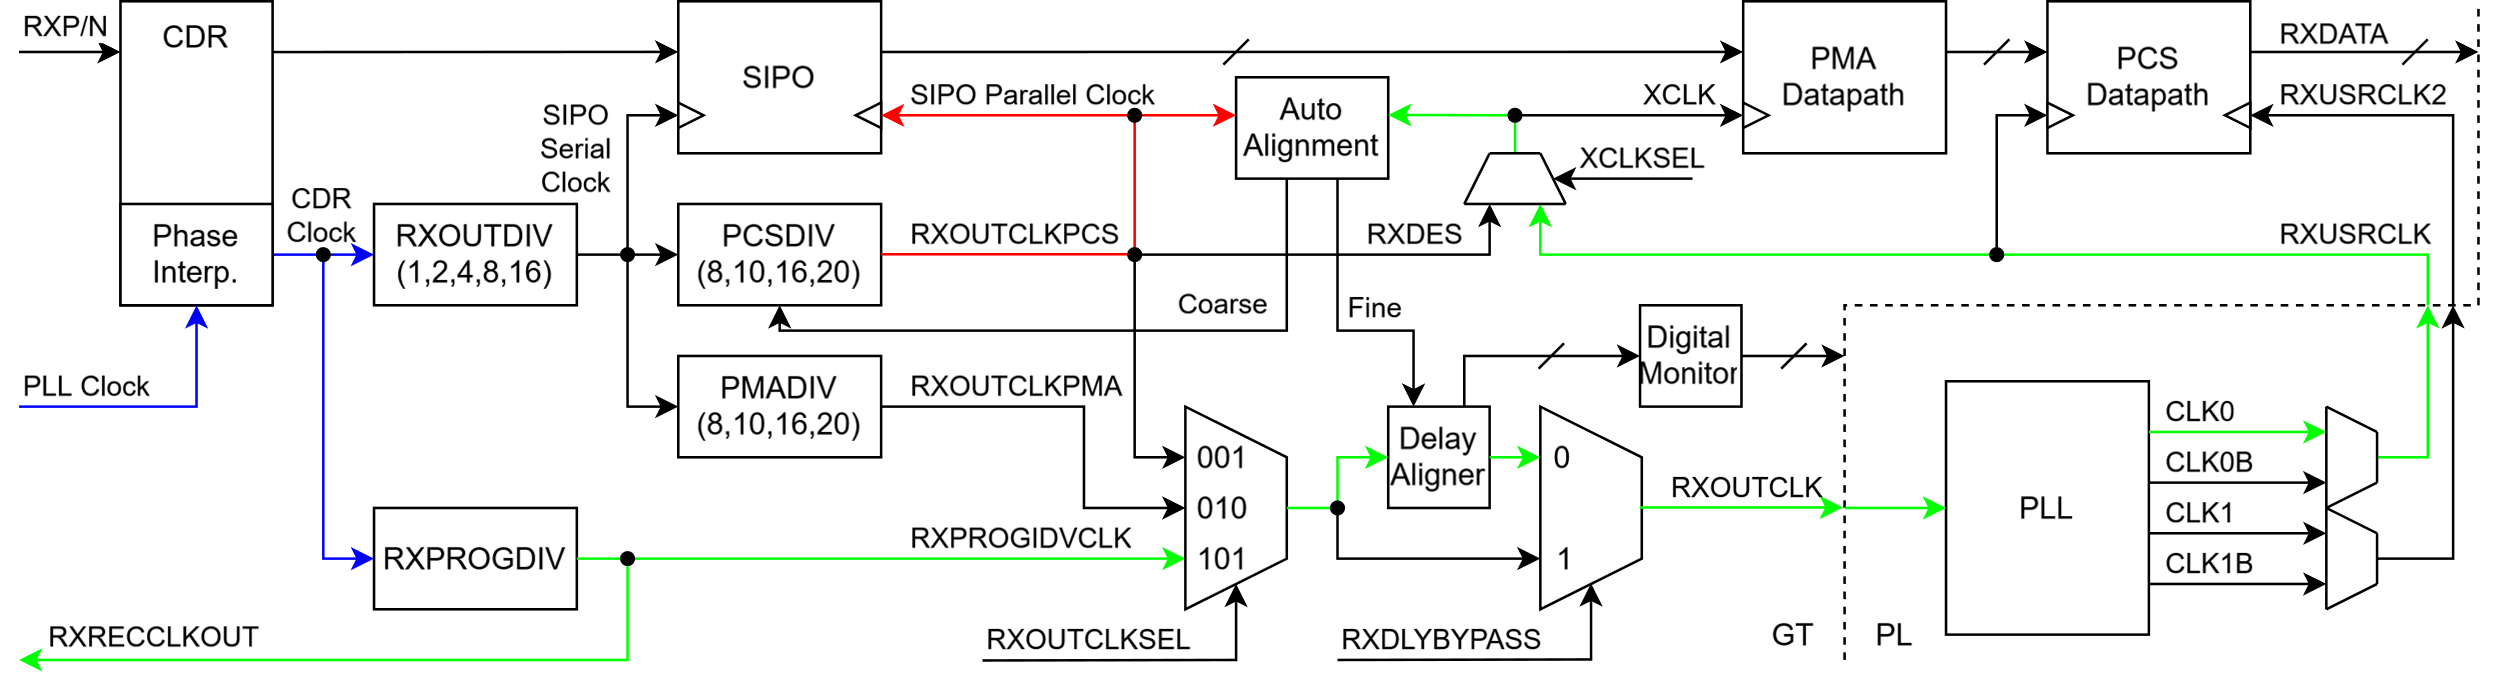 RXP/N
CDR
SIPO
PMA
Datapath
PCS
Datapath
RXDATA
SIPO
Serial
Clock
SIPO Parallel Clock
Auto
Alignment
XCLK
RXUSRCLK2
XCLKSEL
CDR
Clock
Phase
Interp.
RXOUTDIV
(1,2,4,8,16)
PCSDIV
(8,10,16,20)
RXOUTCLKPCS
RXDES
RXUSRCLK
Coarse
Fine
Digital
Monitor
PLL Clock
PMADIV
(8,10,16,20)
RXOUTCLKPMA
001
010
101
Delay
Aligner
0
1
RXOUTCLK
PLL
CLK0
CLK0B
CLK1
CLK1B
RXPROGDIV
RXPROGIDVCLK
RXRECCLKOUT
RXOUTCLKSEL
RXDLYBYPASS
GT
PL